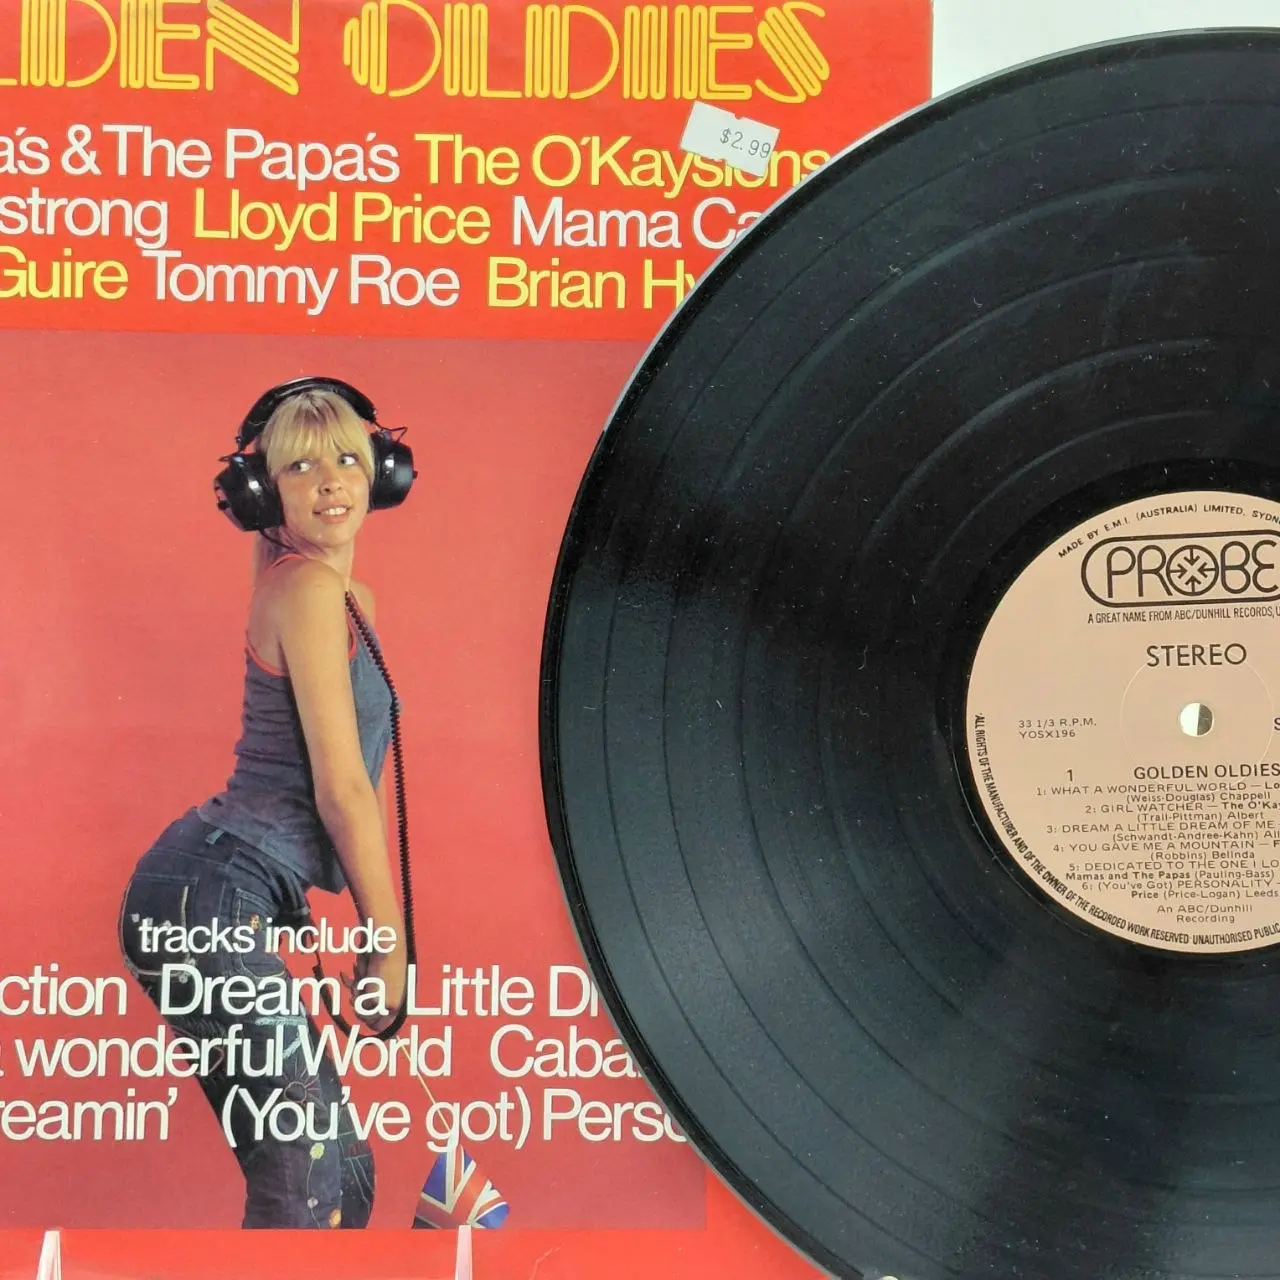 LDEN OLDIES
a's & The Papa's The O'Kaysions
$2.99
strong Lloyd Price Mama Ca
Guire Tommy Roe Brian Hy
tracks include
ction Dream a Little Dr
a wonderful World Caba
reamin' (You've got) Perso
MADE BY E.M.I. (AUSTRALIA) LIMITED, SYDN
PROBE
A GREAT NAME FROM ABC/DUNHILL RECORDS, U
STEREO
33 1/3 R.P.M.
YOSX196
S
1 GOLDEN OLDIES
1: WHAT A WONDERFUL WORLD — Lo
(Weiss-Douglas) Chappell
2: GIRL WATCHER — The O'Kay
(Trail-Pittman) Albert
3: DREAM A LITTLE DREAM OF ME
(Schwandt-Andree-Kahn) Al
4: YOU GAVE ME A MOUNTAIN — F
(Robbins) Belinda
5: DEDICATED TO THE ONE I LO
Mamas and The Papas (Pauling-Bass)
6: (You've Got) PERSONALITY
Price (Price-Logan) Leeds
An ABC/Dunhill
Recording
·ALL RIGHTS OF THE MANUFACTURER AND OF THE OWNER OF THE RECORDED WORK RESERVED· UNAUTHORISED PUBLIC